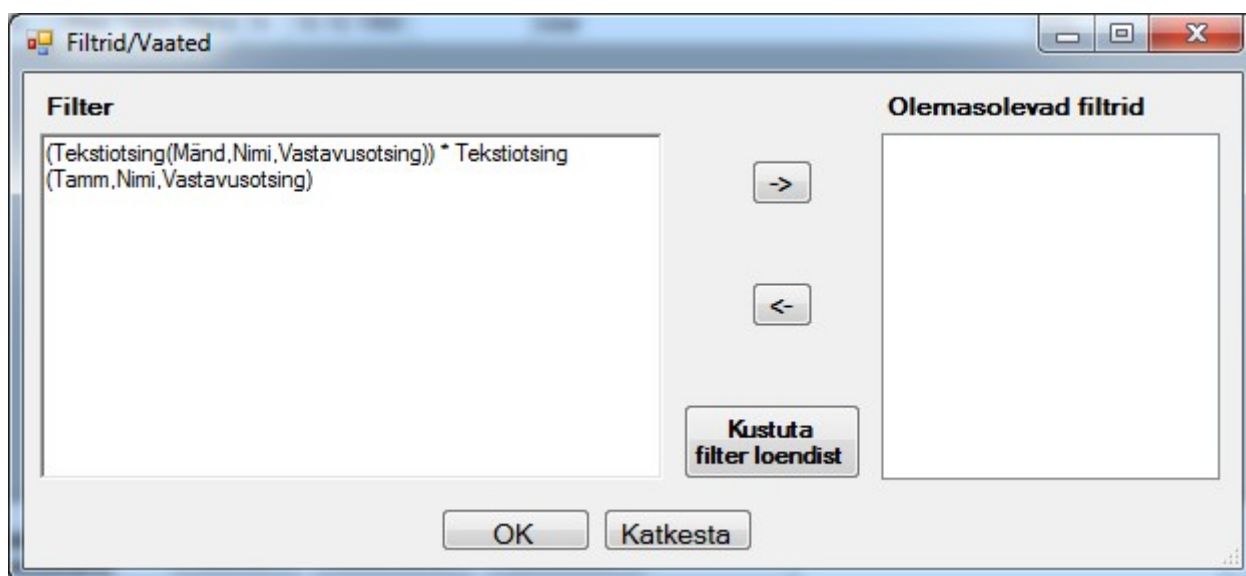 Filtrid/Vaated
Filter
Olemasolevad filtrid
(Tekstiotsing(Mänd,Nimi,Vastavusotsing)) * Tekstiotsing
(Tamm,Nimi,Vastavusotsing)
->
<-
Kustuta
filter loendist
OK
Katkesta